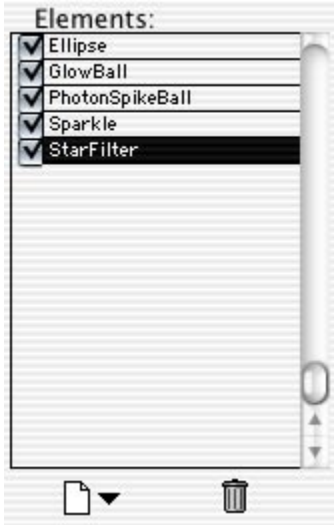 Elements:
Ellipse
GlowBall
PhotonSpikeBall
Sparkle
StarFilter